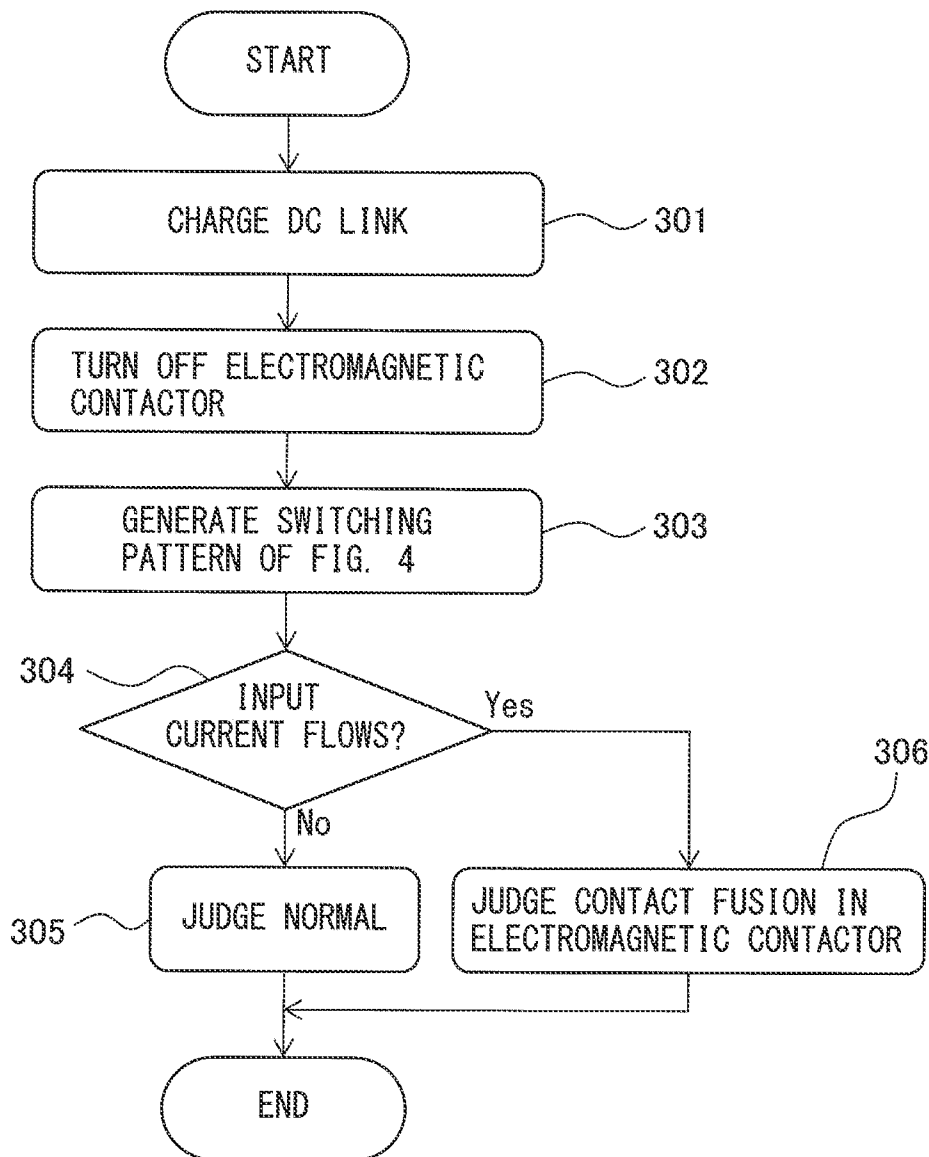 START
CHARGE DC LINK
301
TURN OFF ELECTROMAGNETIC
CONTACTOR
302
GENERATE SWITCHING
PATTERN OF FIG. 4
303
304
INPUT
CURRENT FLOWS?
Yes
No
306
305
JUDGE NORMAL
JUDGE CONTACT FUSION IN
ELECTROMAGNETIC CONTACTOR
END